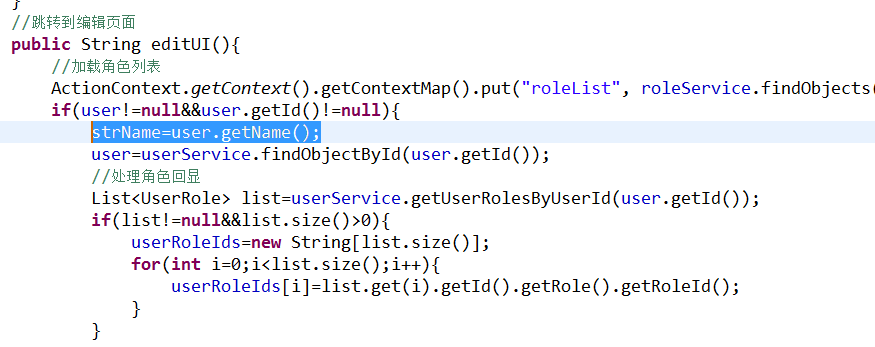 }
//跳转到编辑页面
public String editUI(){
//加载角色列表
ActionContext.getContext().getContextMap().put("roleList", roleService.findObjects(
if(user!=null&&user.getId()!=null){
strName=user.getName();
user=userService.findObjectById(user.getId());
//处理角色回显
List<UserRole> list=userService.getUserRolesByUserId(user.getId());
if(list!=null&&list.size()>0){
userRoleIds=new String[list.size()];
for(int i=0;i<list.size();i++){
userRoleIds[i]=list.get(i).getId().getRole().getRoleId();
}
}